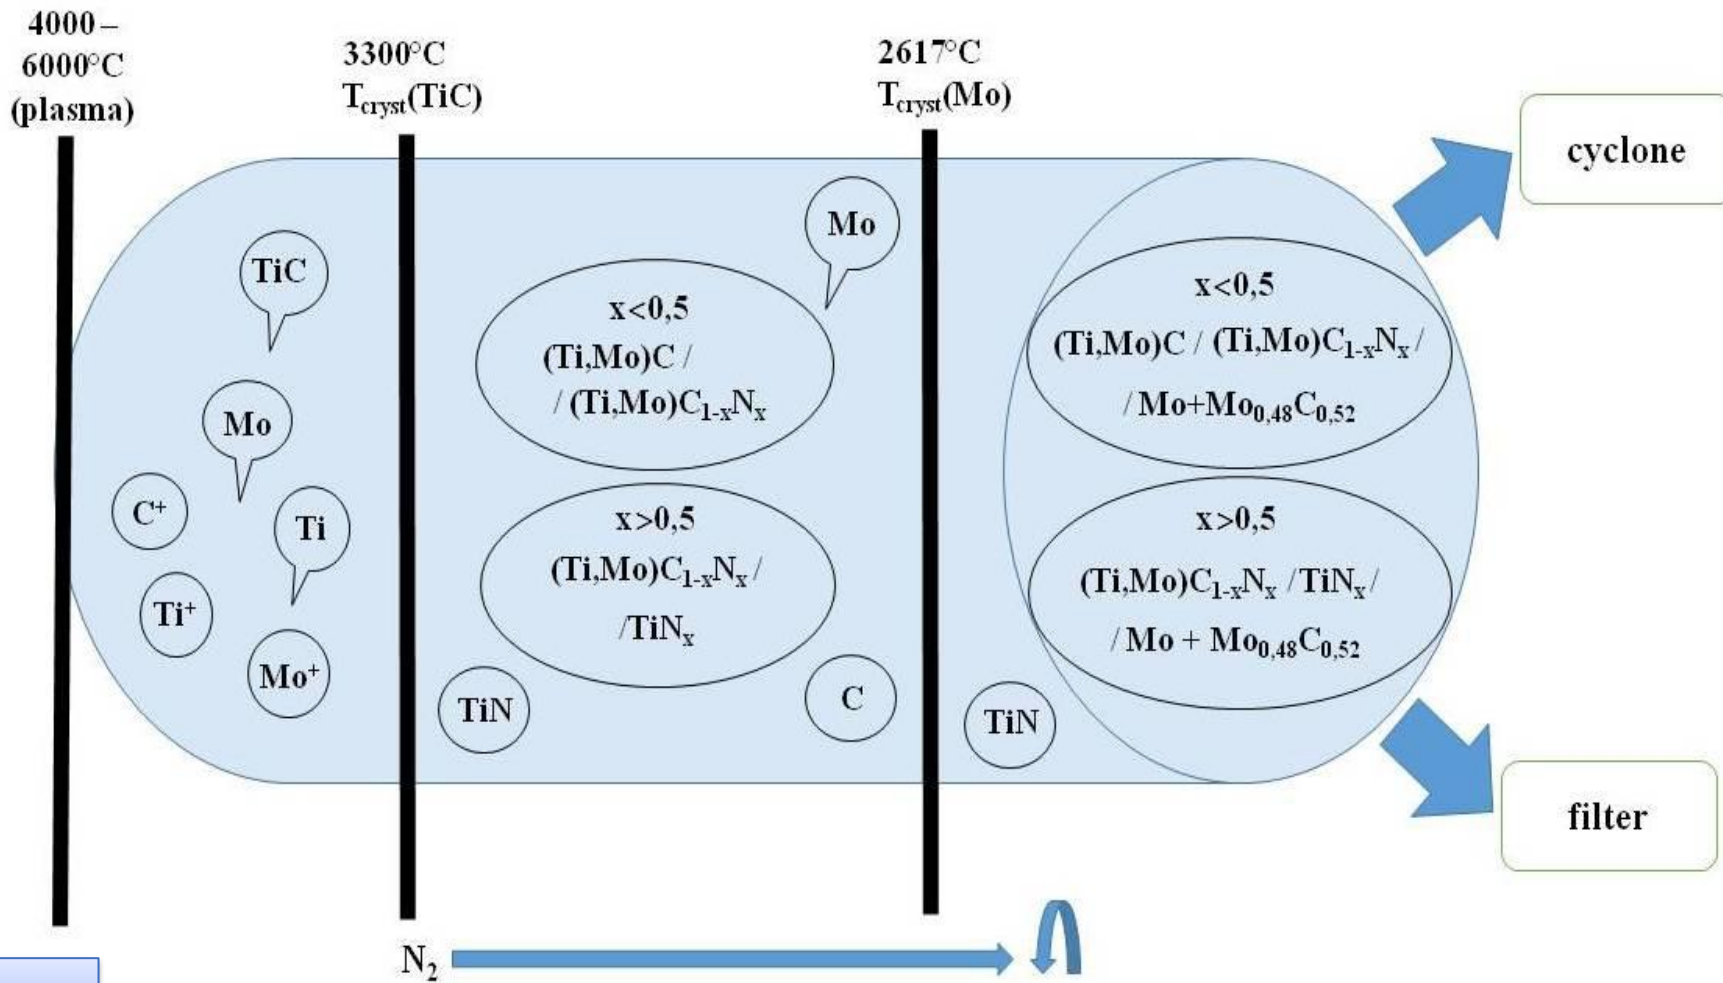 4000 –
6000°C
(plasma)
3300°C
T_cryst(TiC)
2617°C
T_cryst(Mo)
TiC
Mo
C⁺
Ti
Ti⁺
Mo⁺
x<0,5
(Ti,Mo)C /
/ (Ti,Mo)C₁₋ₓNₓ
Mo
x>0,5
(Ti,Mo)C₁₋ₓNₓ /
/TiNₓ
TiN
C
x<0,5
(Ti,Mo)C / (Ti,Mo)C₁₋ₓNₓ /
/ Mo+Mo₀,₄₈C₀,₅₂
x>0,5
(Ti,Mo)C₁₋ₓNₓ /TiNₓ/
/ Mo + Mo₀,₄₈C₀,₅₂
TiN
cyclone
filter
N₂